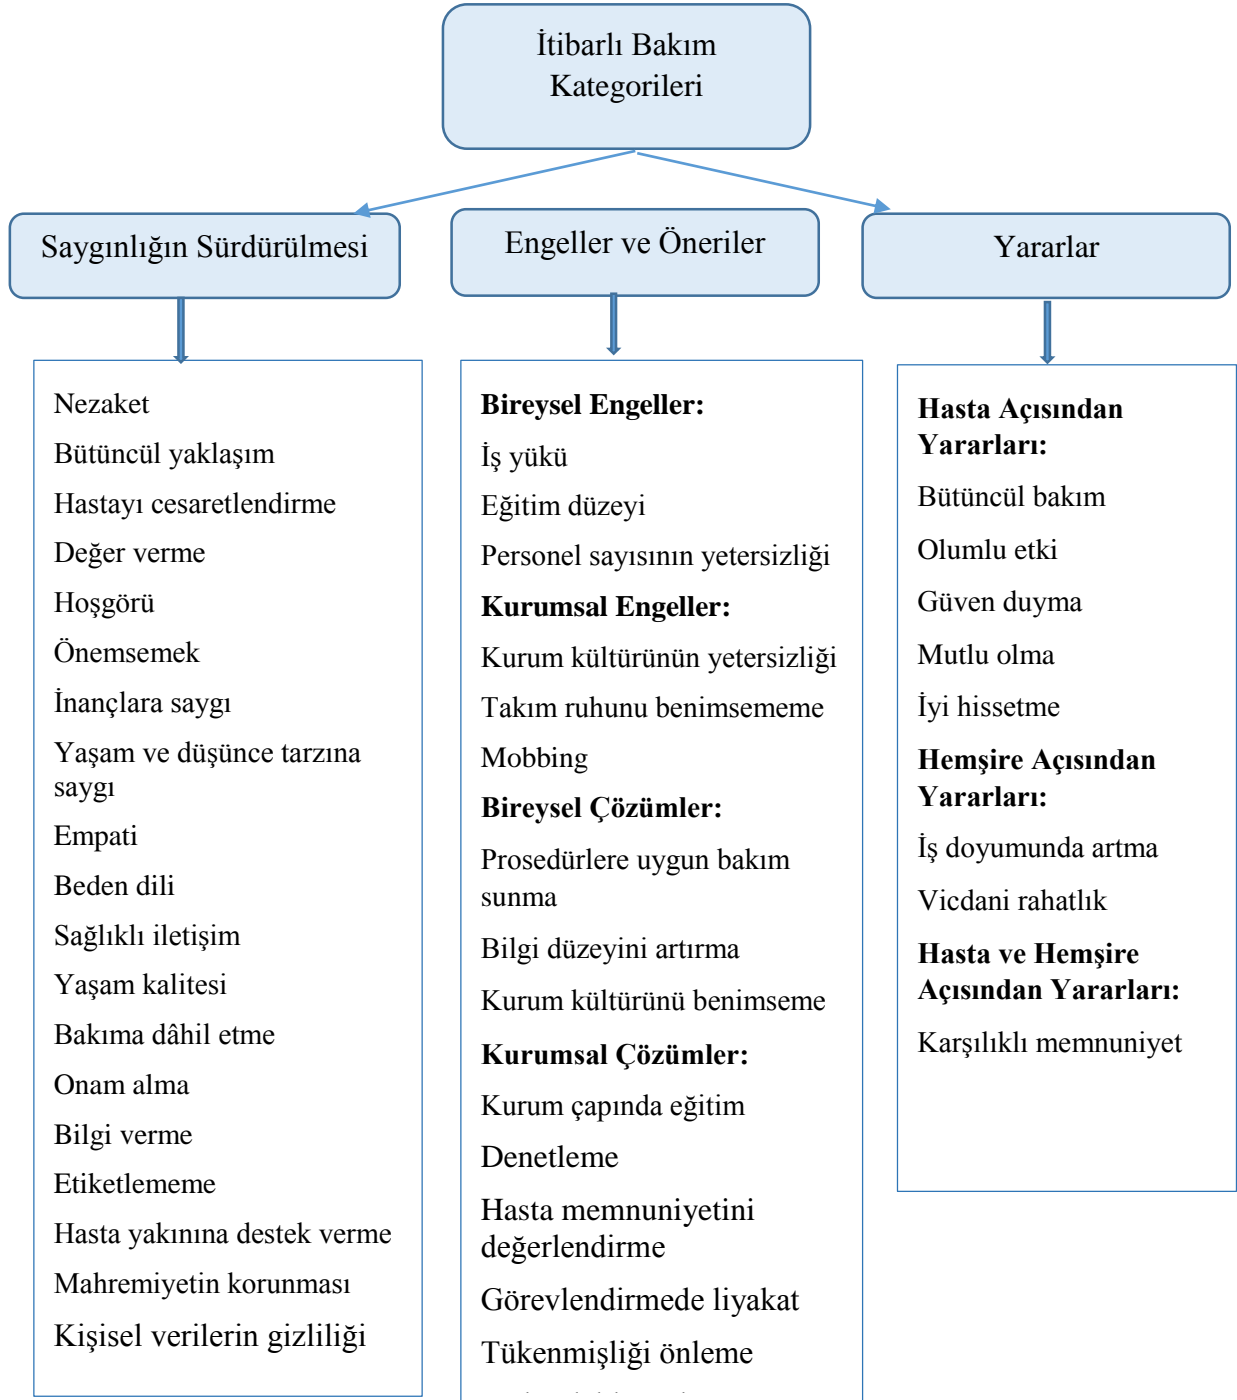 İtibarlı Bakım
Kategorileri
Saygınlığın Sürdürülmesi
Engeller ve Öneriler
Yararlar
Nezaket
Bütüncül yaklaşım
Hastayı cesaretlendirme
Değer verme
Hoşgörü
Önemsemek
İnançlara saygı
Yaşam ve düşünce tarzına
saygı
Empati
Beden dili
Sağlıklı iletişim
Yaşam kalitesi
Bakıma dâhil etme
Onam alma
Bilgi verme
Etiketlememe
Hasta yakınına destek verme
Mahremiyetin korunması
Kişisel verilerin gizliliği
Bireysel Engeller:
İş yükü
Eğitim düzeyi
Personel sayısının yetersizliği
Kurumsal Engeller:
Kurum kültürünün yetersizliği
Takım ruhunu benimsememe
Mobbing
Bireysel Çözümler:
Prosedürlere uygun bakım
sunma
Bilgi düzeyini artırma
Kurum kültürünü benimseme
Kurumsal Çözümler:
Kurum çapında eğitim
Denetleme
Hasta memnuniyetini
değerlendirme
Görevlendirmede liyakat
Tükenmişliği önleme
Hasta Açısından
Yararları:
Bütüncül bakım
Olumlu etki
Güven duyma
Mutlu olma
İyi hissetme
Hemşire Açısından
Yararları:
İş doyumunda artma
Vicdani rahatlık
Hasta ve Hemşire
Açısından Yararları:
Karşılıklı memnuniyet